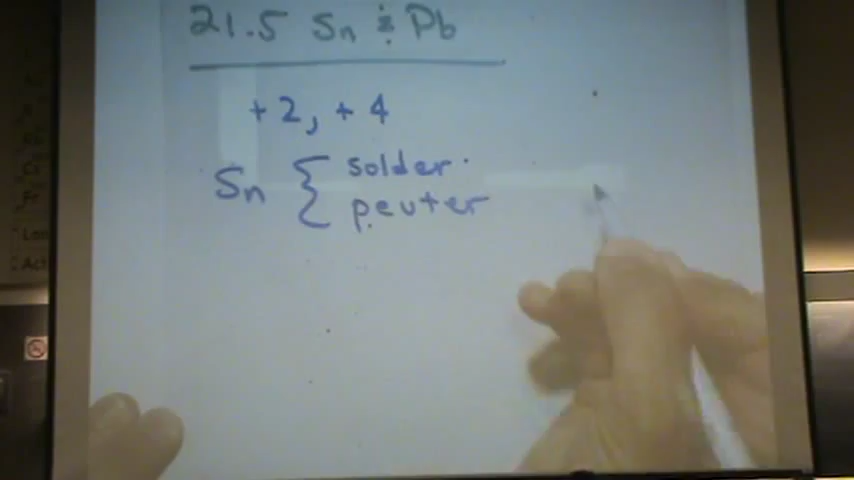 21.5 Sn & Pb
+2, +4
Sn { solder
peuter